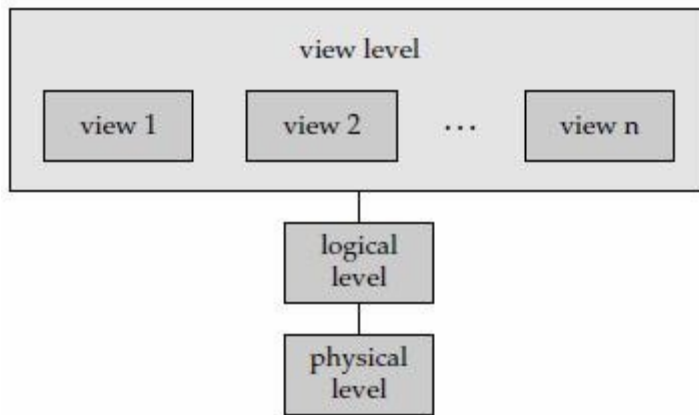 view level
view 1
view 2
...
view n
logical
level
physical
level